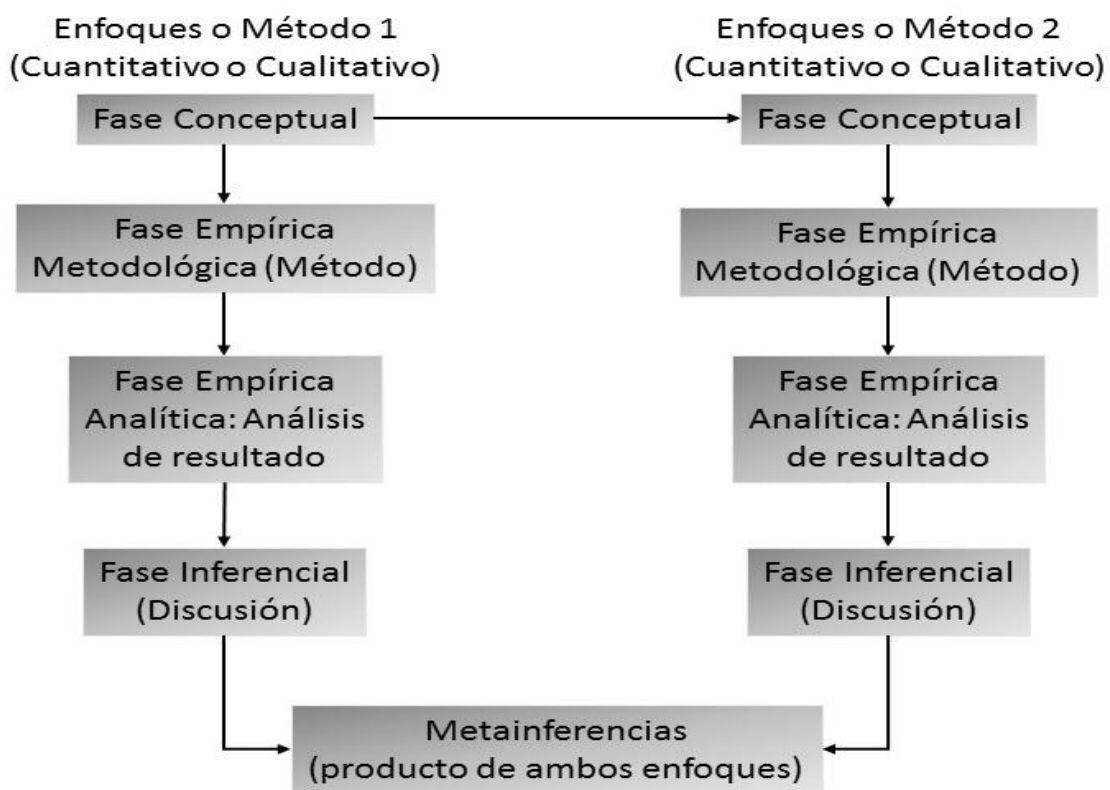 Enfoques o Método 1
(Cuantitativo o Cualitativo)
Fase Conceptual
Fase Empírica
Metodológica (Método)
Fase Empírica
Analítica: Análisis
de resultado
Fase Inferencial
(Discusión)
Enfoques o Método 2
(Cuantitativo o Cualitativo)
Fase Conceptual
Fase Empírica
Metodológica (Método)
Fase Empírica
Analítica: Análisis
de resultado
Fase Inferencial
(Discusión)
Metainferencias
(producto de ambos enfoques)